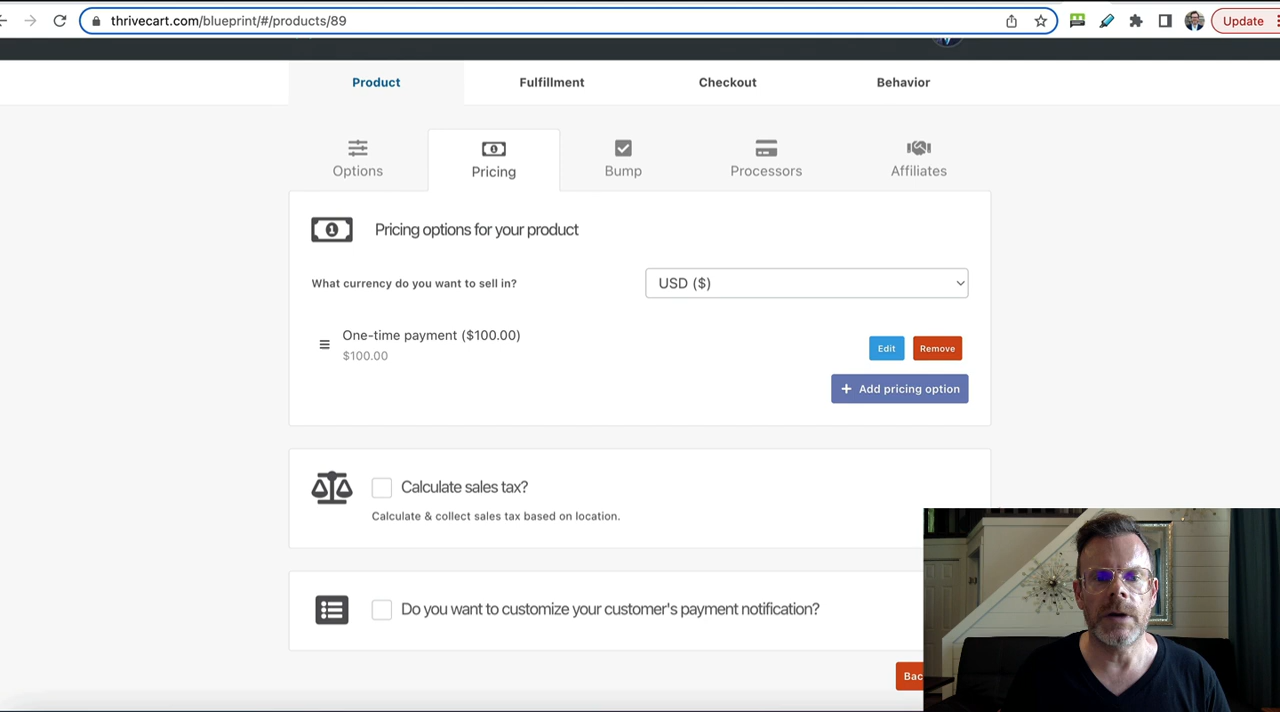 thrivecart.com/blueprint/#/products/89
Update
Product
Fulfillment
Checkout
Behavior
Options
Pricing
Bump
Processors
Affiliates
Pricing options for your product
What currency do you want to sell in?
USD ($)
One-time payment ($100.00)
$100.00
Edit
Remove
+ Add pricing option
Calculate sales tax?
Calculate & collect sales tax based on location.
Do you want to customize your customer's payment notification?